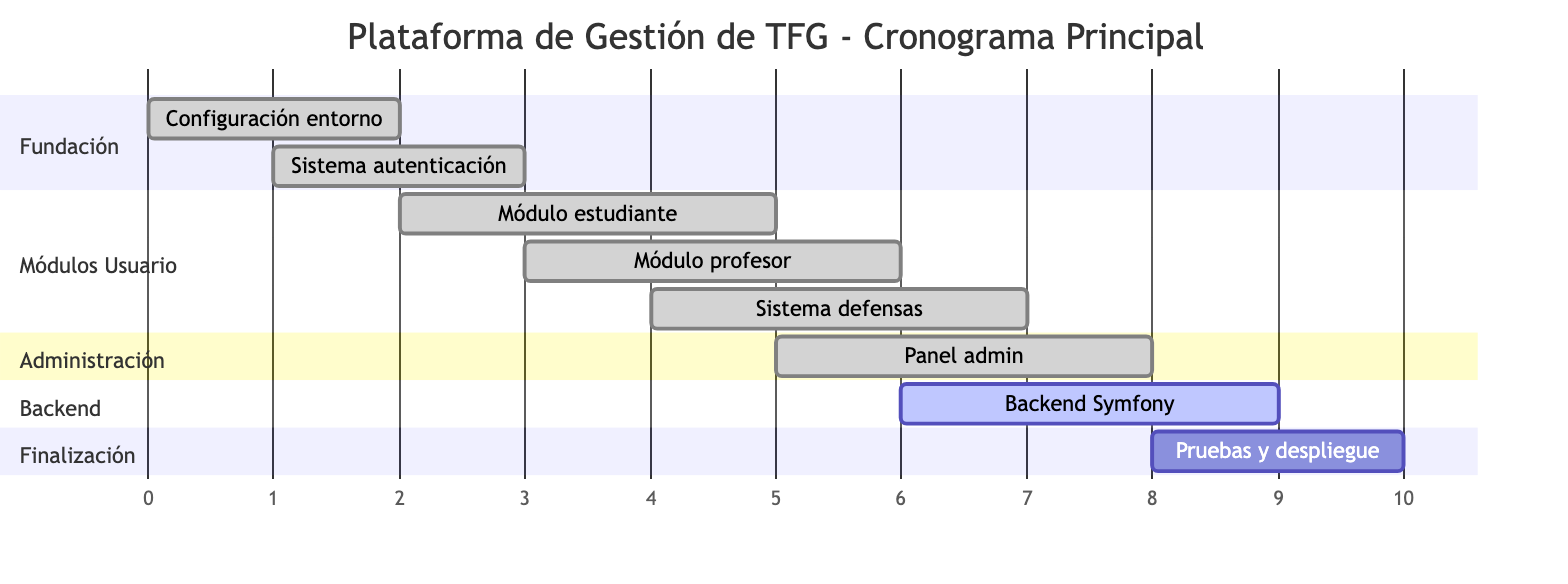 Plataforma de Gestión de TFG - Cronograma Principal
Fundación
Configuración entorno
Sistema autenticación
Módulos Usuario
Módulo estudiante
Módulo profesor
Sistema defensas
Administración
Panel admin
Backend
Backend Symfony
Finalización
Pruebas y despliegue
0 1 2 3 4 5 6 7 8 9 10